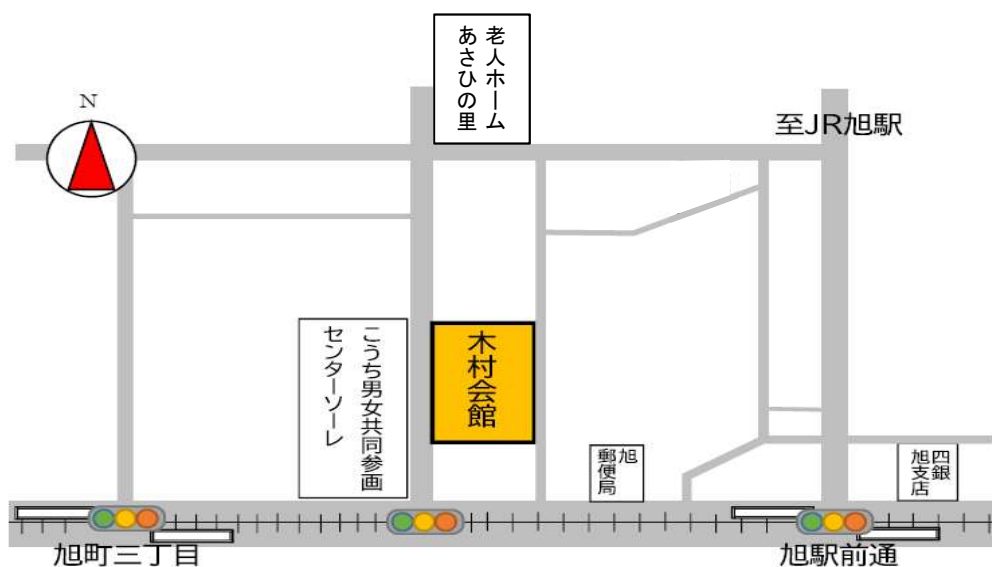 老人ホーム
あさひの里
N
至JR旭駅
こうち男女共同参画
センターソーレ
木村会館
旭
郵便局
四銀
旭支店
旭町三丁目
旭駅前通